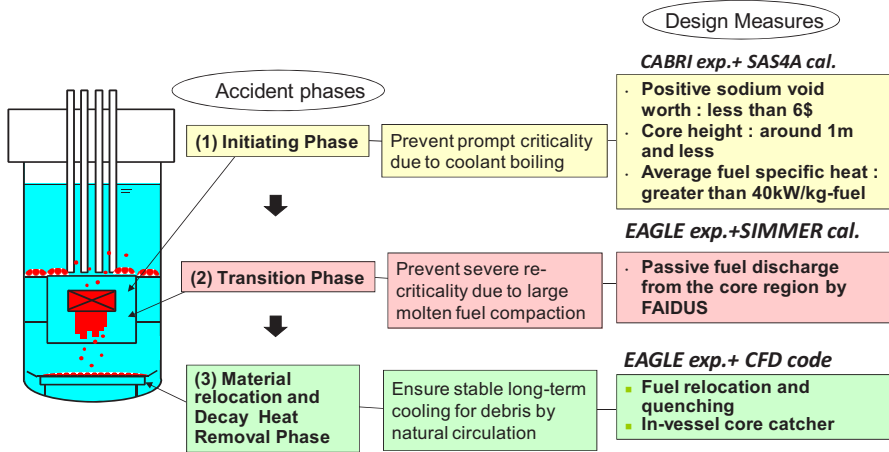 Design Measures
Accident phases
CABRI exp.+ SAS4A cal.
(1) Initiating Phase
Prevent prompt criticality
due to coolant boiling
· Positive sodium void
worth : less than 6$
· Core height : around 1m
and less
· Average fuel specific heat :
greater than 40kW/kg-fuel
EAGLE exp.+SIMMER cal.
(2) Transition Phase
Prevent severe re-
criticality due to large
molten fuel compaction
· Passive fuel discharge
from the core region by
FAIDUS
EAGLE exp.+ CFD code
(3) Material
relocation and
Decay Heat
Removal Phase
Ensure stable long-term
cooling for debris by
natural circulation
▪ Fuel relocation and
quenching
▪ In-vessel core catcher